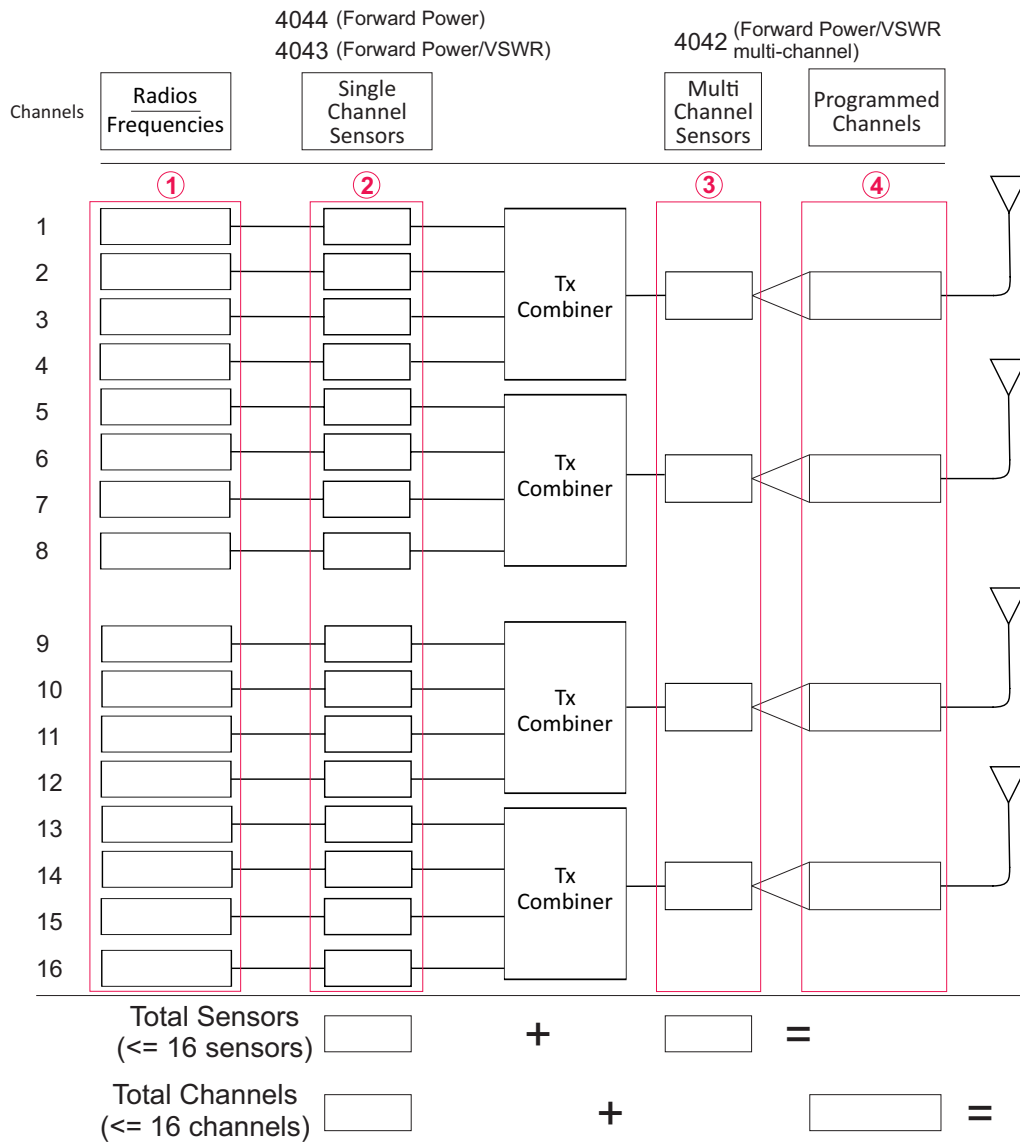 4044 (Forward Power)
4043 (Forward Power/VSWR)
4042 (Forward Power/VSWR
multi-channel)
Channels
Radios
Frequencies
Single
Channel
Sensors
Multi
Channel
Sensors
Programmed
Channels
1
2
3
4
1
2
3
4
5
6
7
8
Tx
Combiner
Tx
Combiner
9
10
11
12
13
14
15
16
Tx
Combiner
Tx
Combiner
Total Sensors
(<= 16 sensors)
+
=
Total Channels
(<= 16 channels)
+
=